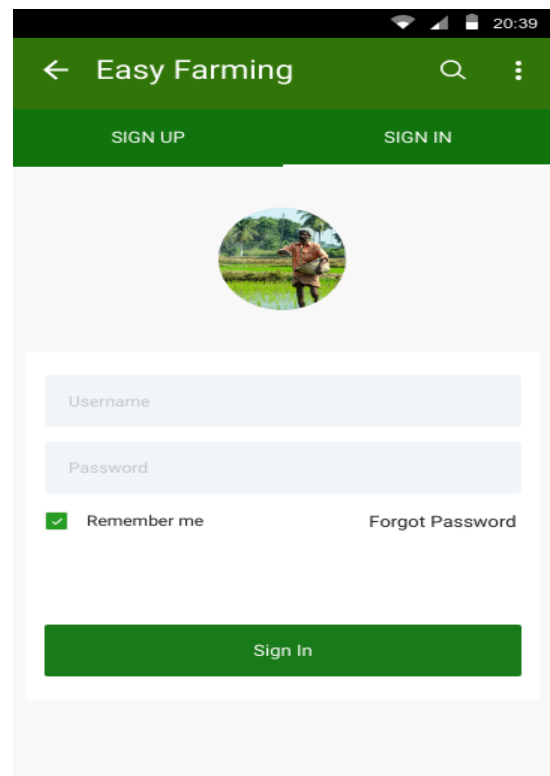 20:39
Easy Farming
SIGN UP SIGN IN
Username
Password
Remember me Forgot Password
Sign In